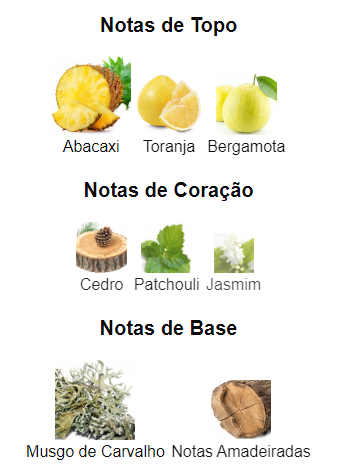 Notas de Topo
Abacaxi Toranja Bergamota
Notas de Coração
Cedro Patchouli Jasmim
Notas de Base
Musgo de Carvalho Notas Amadeiradas